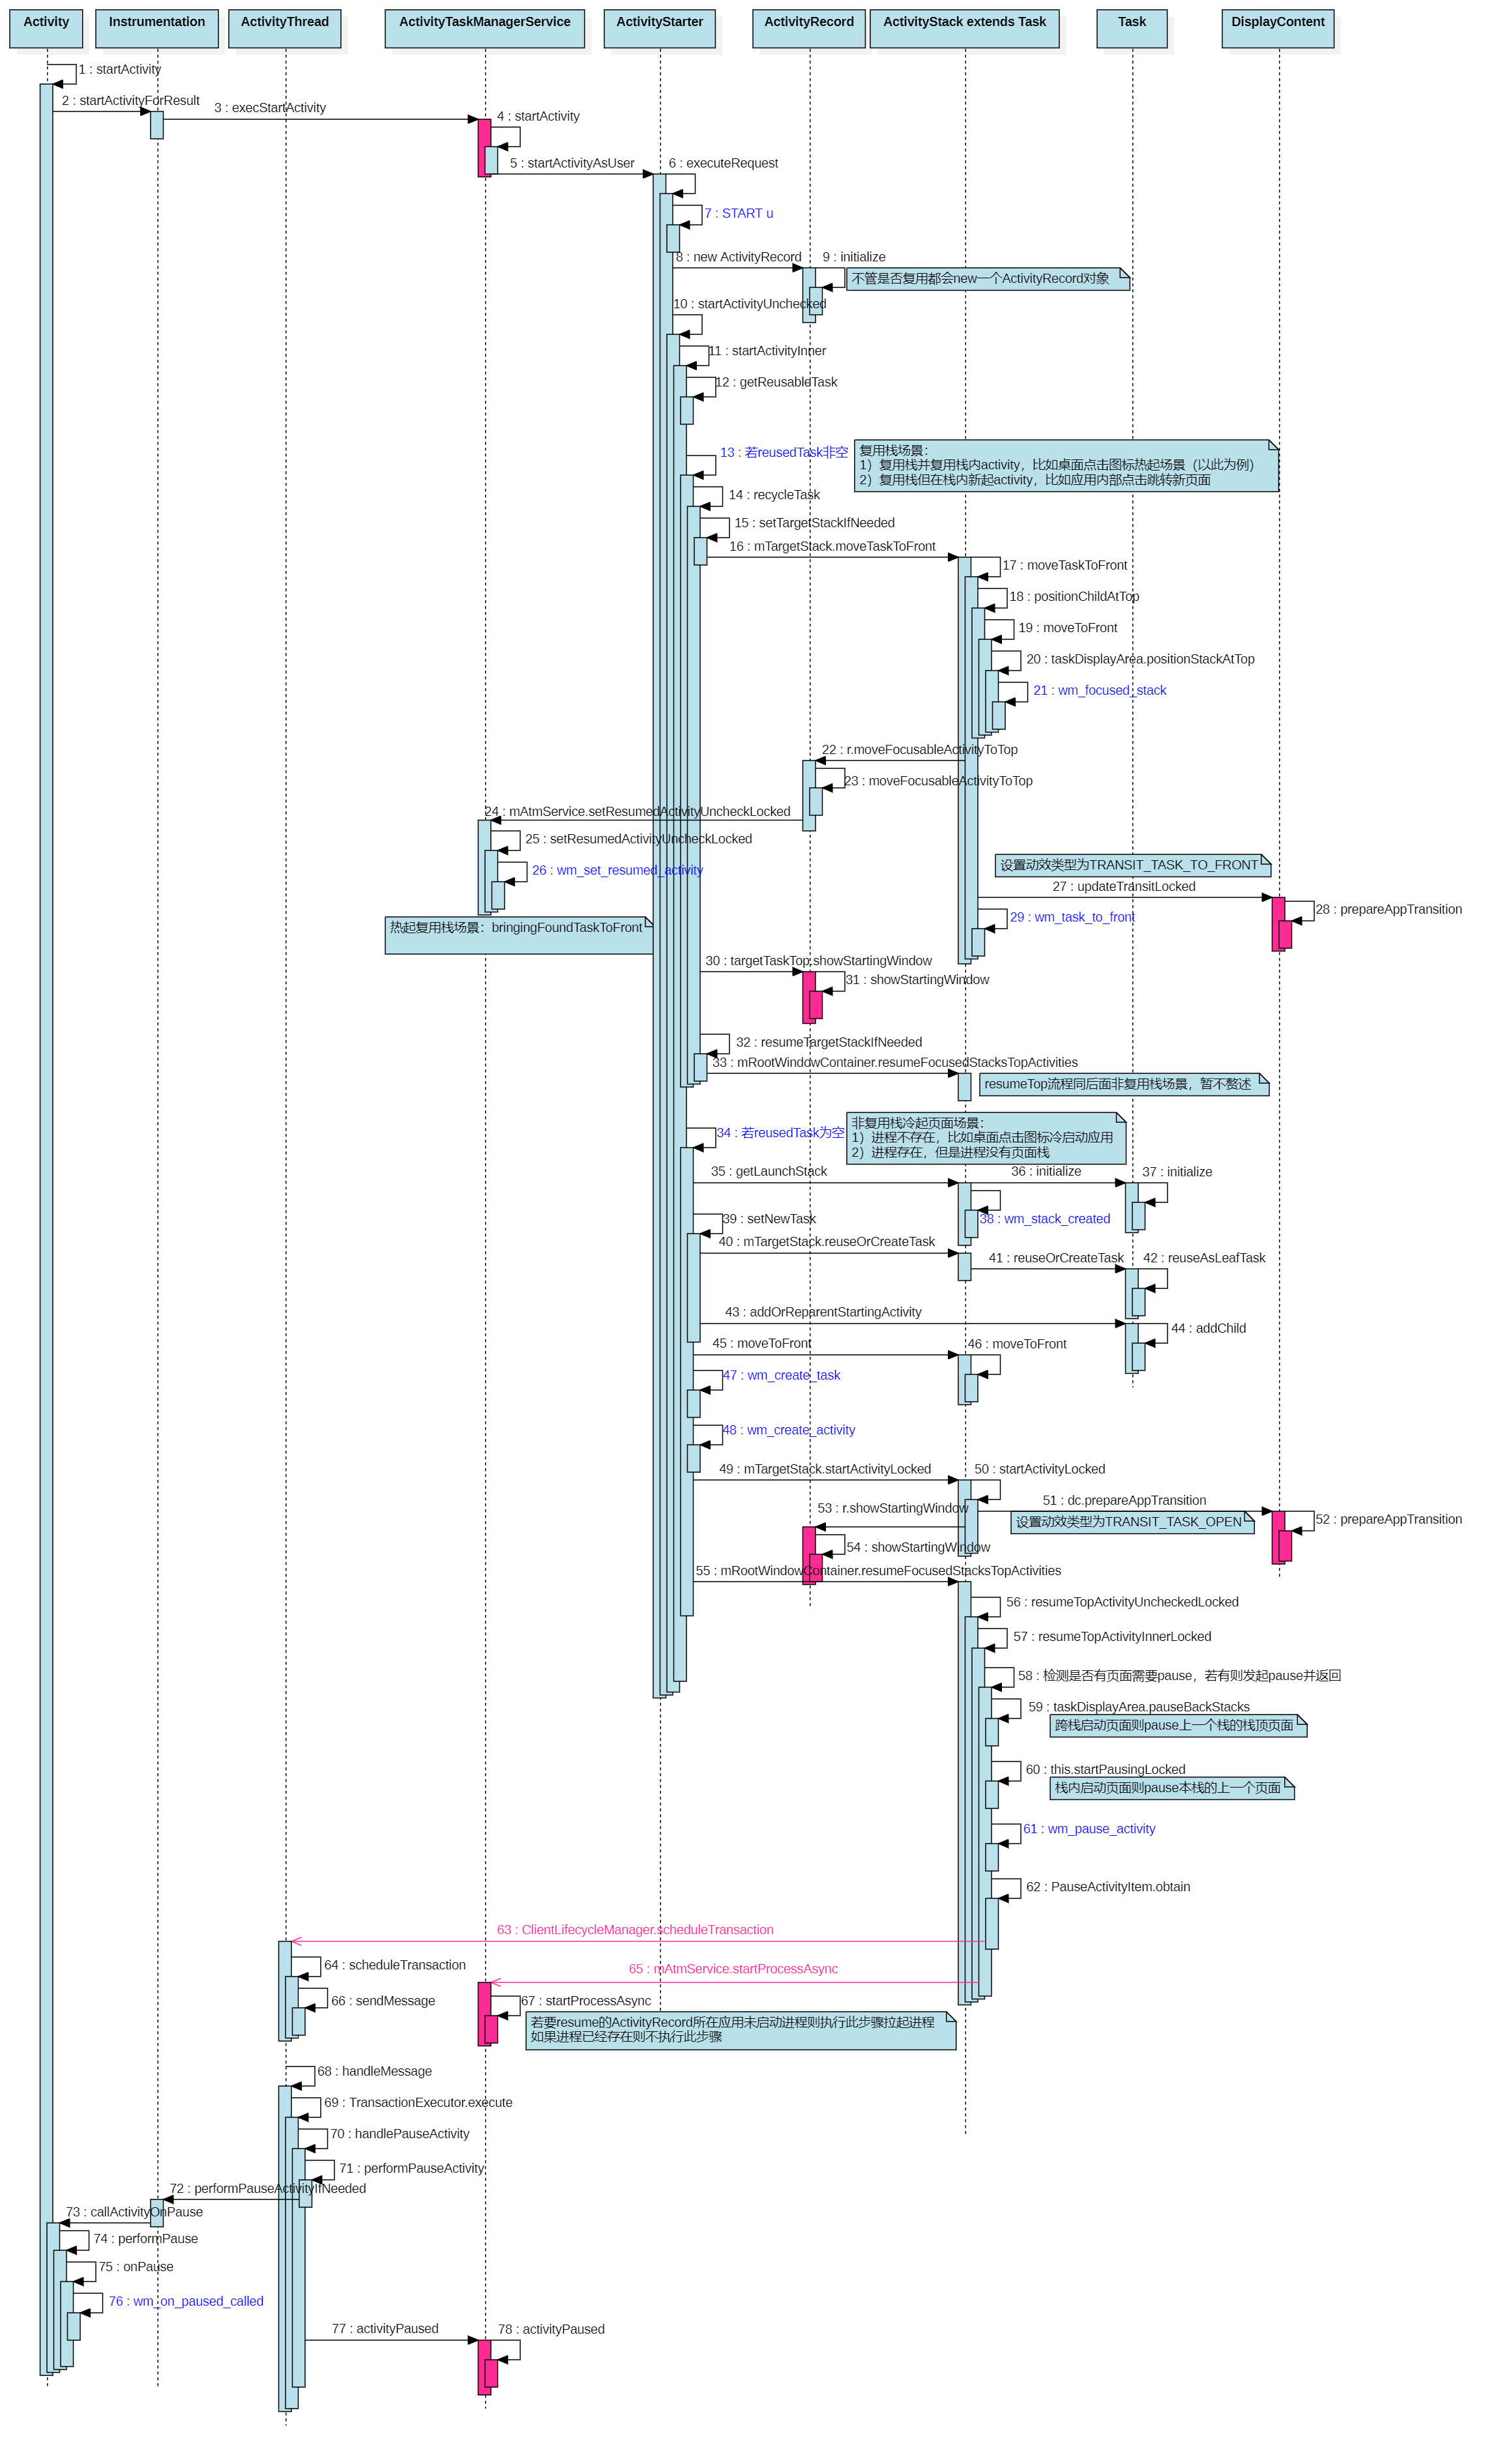 Activity
Instrumentation
ActivityThread
ActivityTaskManagerService
ActivityStarter
ActivityRecord
ActivityStack extends Task
Task
DisplayContent
1 : startActivity
2 : startActivityForResult
3 : execStartActivity
4 : startActivity
5 : startActivityAsUser
6 : executeRequest
7 : START u
8 : new ActivityRecord
9 : initialize
不管是否复用都会new一个ActivityRecord对象
10 : startActivityUnchecked
11 : startActivityInner
12 : getReusableTask
13 : 若reusedTask非空
复用栈场景：
1）复用栈并复用栈内activity，比如桌面点击图标热起场景（以此为例）
2）复用栈但在栈内新起activity，比如应用内部点击跳转新页面
14 : recycleTask
15 : setTargetStackIfNeeded
16 : mTargetStack.moveTaskToFront
17 : moveTaskToFront
18 : positionChildAtTop
19 : moveToFront
20 : taskDisplayArea.positionStackAtTop
21 : wm_focused_stack
22 : r.moveFocusableActivityToTop
23 : moveFocusableActivityToTop
24 : mAtmService.setResumedActivityUncheckLocked
25 : setResumedActivityUncheckLocked
26 : wm_set_resumed_activity
设置动效类型为TRANSIT_TASK_TO_FRONT
27 : updateTransitLocked
28 : prepareAppTransition
29 : wm_task_to_front
热起复用栈场景：bringingFoundTaskToFront
30 : targetTaskTop.showStartingWindow
31 : showStartingWindow
32 : resumeTargetStackIfNeeded
33 : mRootWindowContainer.resumeFocusedStacksTopActivities
resumeTop流程同后面非复用栈场景，暂不赘述
34 : 若reusedTask为空
非复用栈冷起页面场景：
1）进程不存在，比如桌面点击图标冷启动应用
2）进程存在，但是进程没有页面栈
35 : getLaunchStack
36 : initialize
37 : initialize
38 : wm_stack_created
39 : setNewTask
40 : mTargetStack.reuseOrCreateTask
41 : reuseOrCreateTask
42 : reuseAsLeafTask
43 : addOrReparentStartingActivity
44 : addChild
45 : moveToFront
46 : moveToFront
47 : wm_create_task
48 : wm_create_activity
49 : mTargetStack.startActivityLocked
50 : startActivityLocked
51 : dc.prepareAppTransition
设置动效类型为TRANSIT_TASK_OPEN
52 : prepareAppTransition
53 : r.showStartingWindow
54 : showStartingWindow
55 : mRootWindowContainer.resumeFocusedStacksTopActivities
56 : resumeTopActivityUncheckedLocked
57 : resumeTopActivityInnerLocked
58 : 检测是否有页面需要pause，若有则发起pause并返回
59 : taskDisplayArea.pauseBackStacks
跨栈启动页面则pause上一个栈的栈顶页面
60 : this.startPausingLocked
栈内启动页面则pause本栈的上一个页面
61 : wm_pause_activity
62 : PauseActivityItem.obtain
63 : ClientLifecycleManager.scheduleTransaction
64 : scheduleTransaction
65 : mAtmService.startProcessAsync
66 : sendMessage
67 : startProcessAsync
若要resume的ActivityRecord所在应用未启动进程则执行此步骤拉起进程
如果进程已经存在则不执行此步骤
68 : handleMessage
69 : TransactionExecutor.execute
70 : handlePauseActivity
71 : performPauseActivity
72 : performPauseActivityIfNeeded
73 : callActivityOnPause
74 : performPause
75 : onPause
76 : wm_on_paused_called
77 : activityPaused
78 : activityPaused